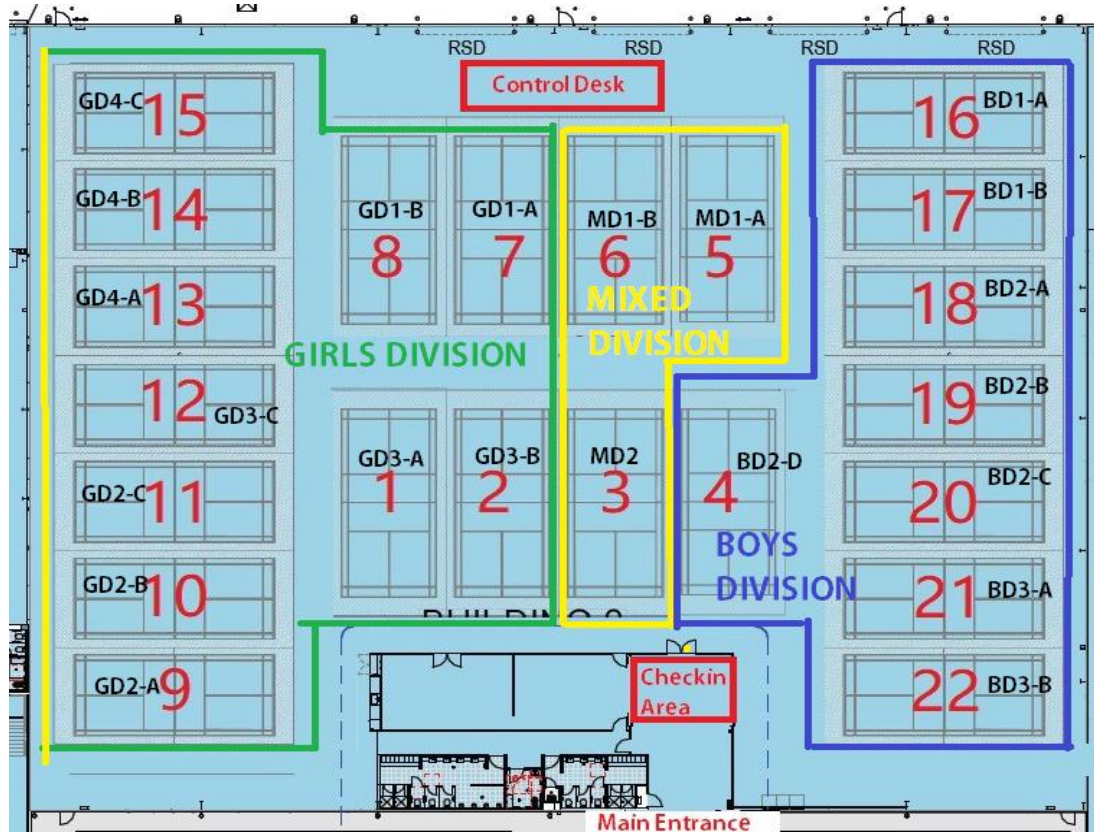 RSD
RSD
RSD
RSD
Control Desk
GD4-C
15
GD4-B
14
GD4-A
13
12
GD3-C
GD2-C
11
GD2-B
10
GD2-A
9
GD1-B
8
GD1-A
7
MD1-B
6
MD1-A
5
MIXED
DIVISION
GIRLS DIVISION
GD3-A
1
GD3-B
2
MD2
3
BD2-D
4
BOYS
DIVISION
16
BD1-A
17
BD1-B
18
BD2-A
19
BD2-B
20
BD2-C
21
BD3-A
22
BD3-B
Checkin
Area
Main Entrance